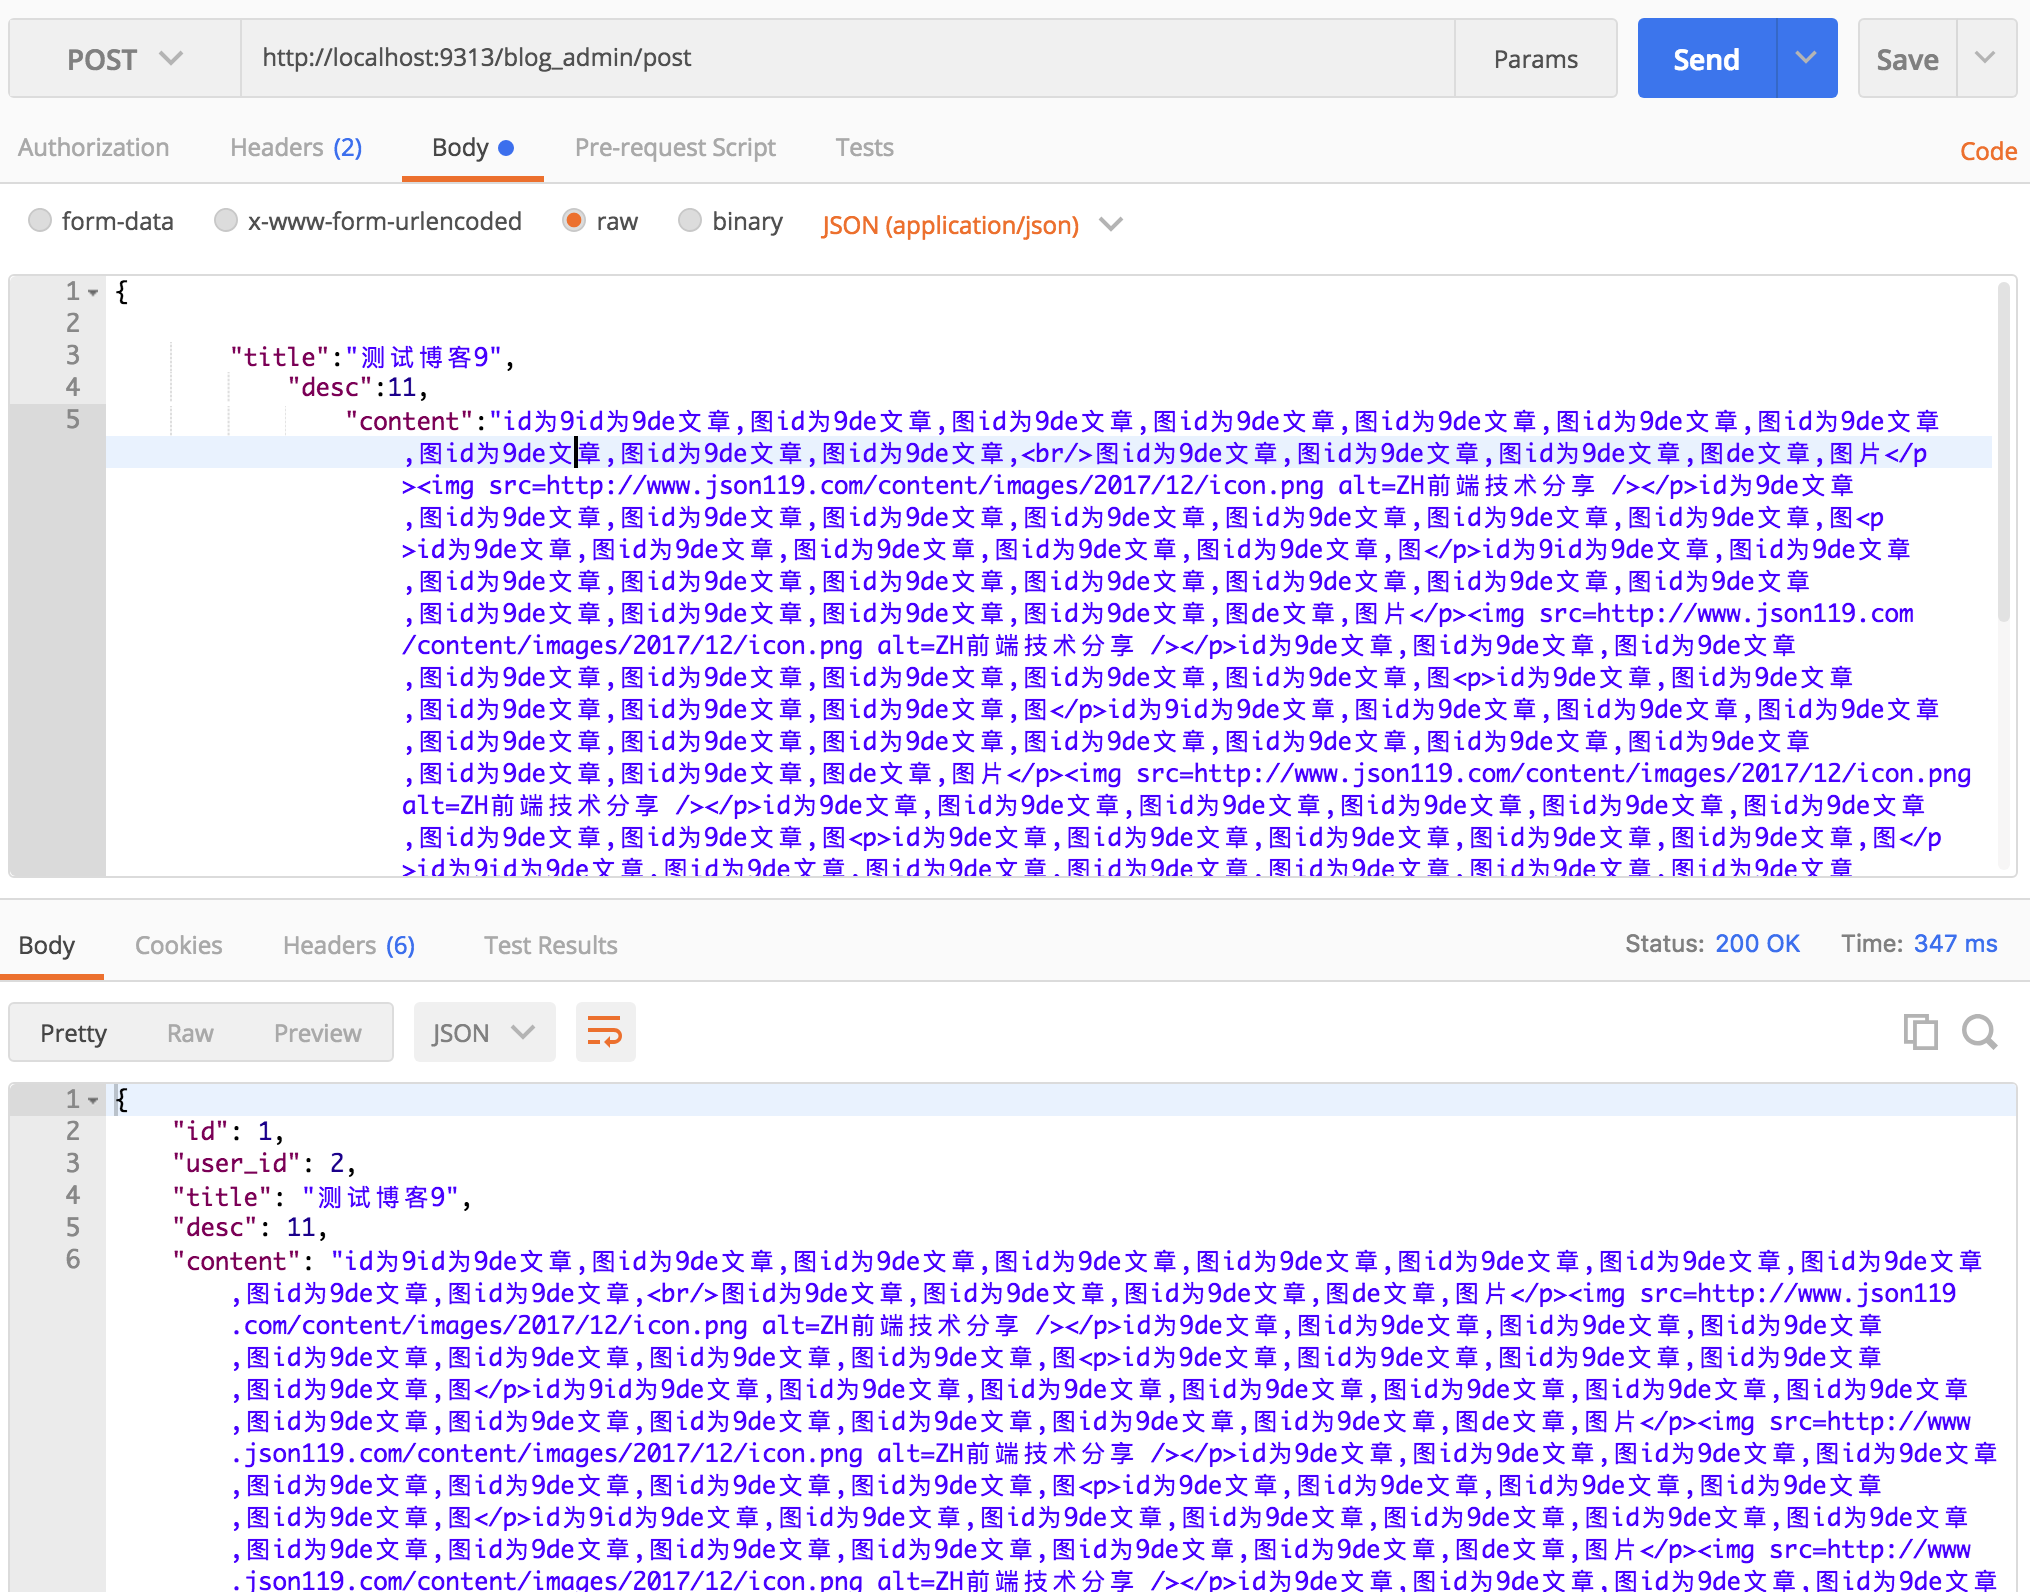 POST http://localhost:9313/blog_admin/post Params Send Save
Authorization Headers (2) Body Pre-request Script Tests Code
form-data x-www-form-urlencoded raw binary JSON (application/json)
1 {
2
3 "title":"测试博客9",
4 "desc":11,
5 "content":"id为9id为9de文章,图id为9de文章,图id为9de文章,图id为9de文章,图id为9de文章,图id为9de文章,图id为9de文章
,图id为9de文章,图id为9de文章,图id为9de文章,<br/>图id为9de文章,图id为9de文章,图id为9de文章,图de文章,图片</p
><img src=http://www.json119.com/content/images/2017/12/icon.png alt=ZH前端技术分享 /></p>id为9de文章
,图id为9de文章,图id为9de文章,图id为9de文章,图id为9de文章,图id为9de文章,图id为9de文章,图id为9de文章,图<p
>id为9de文章,图id为9de文章,图id为9de文章,图id为9de文章,图id为9de文章,图</p>id为9id为9de文章,图id为9de文章
,图id为9de文章,图id为9de文章,图id为9de文章,图id为9de文章,图id为9de文章,图id为9de文章,图id为9de文章
,图id为9de文章,图id为9de文章,图id为9de文章,图id为9de文章,图de文章,图片</p><img src=http://www.json119.com
/content/images/2017/12/icon.png alt=ZH前端技术分享 /></p>id为9de文章,图id为9de文章,图id为9de文章
,图id为9de文章,图id为9de文章,图id为9de文章,图id为9de文章,图id为9de文章,图<p>id为9de文章,图id为9de文章
,图id为9de文章,图id为9de文章,图id为9de文章,图</p>id为9id为9de文章,图id为9de文章,图id为9de文章,图id为9de文章
,图id为9de文章,图id为9de文章,图id为9de文章,图id为9de文章,图id为9de文章,图id为9de文章,图id为9de文章
,图id为9de文章,图id为9de文章,图de文章,图片</p><img src=http://www.json119.com/content/images/2017/12/icon.png
alt=ZH前端技术分享 /></p>id为9de文章,图id为9de文章,图id为9de文章,图id为9de文章,图id为9de文章,图id为9de文章
,图id为9de文章,图id为9de文章,图<p>id为9de文章,图id为9de文章,图id为9de文章,图id为9de文章,图id为9de文章,图</p
>id为9id为9de文章,图id为9de文章,图id为9de文章,图id为9de文章,图id为9de文章,图id为9de文章,图id为9de文章
Body Cookies Headers (6) Test Results Status: 200 OK Time: 347 ms
Pretty Raw Preview JSON
1 {
2 "id": 1,
3 "user_id": 2,
4 "title": "测试博客9",
5 "desc": 11,
6 "content": "id为9id为9de文章,图id为9de文章,图id为9de文章,图id为9de文章,图id为9de文章,图id为9de文章,图id为9de文章,图id为9de文章
,图id为9de文章,图id为9de文章,<br/>图id为9de文章,图id为9de文章,图id为9de文章,图de文章,图片</p><img src=http://www.json119
.com/content/images/2017/12/icon.png alt=ZH前端技术分享 /></p>id为9de文章,图id为9de文章,图id为9de文章,图id为9de文章
,图id为9de文章,图id为9de文章,图id为9de文章,图id为9de文章,图<p>id为9de文章,图id为9de文章,图id为9de文章,图id为9de文章
,图id为9de文章,图</p>id为9id为9de文章,图id为9de文章,图id为9de文章,图id为9de文章,图id为9de文章,图id为9de文章,图id为9de文章
,图id为9de文章,图id为9de文章,图id为9de文章,图id为9de文章,图id为9de文章,图id为9de文章,图de文章,图片</p><img src=http://www
.json119.com/content/images/2017/12/icon.png alt=ZH前端技术分享 /></p>id为9de文章,图id为9de文章,图id为9de文章,图id为9de文章
,图id为9de文章,图id为9de文章,图id为9de文章,图id为9de文章,图<p>id为9de文章,图id为9de文章,图id为9de文章,图id为9de文章
,图id为9de文章,图</p>id为9id为9de文章,图id为9de文章,图id为9de文章,图id为9de文章,图id为9de文章,图id为9de文章,图id为9de文章
,图id为9de文章,图id为9de文章,图id为9de文章,图id为9de文章,图id为9de文章,图id为9de文章,图de文章,图片</p><img src=http://www
.json119.com/content/images/2017/12/icon.png alt=ZH前端技术分享 /></p>id为9de文章,图id为9de文章,图id为9de文章,图id为9de文章